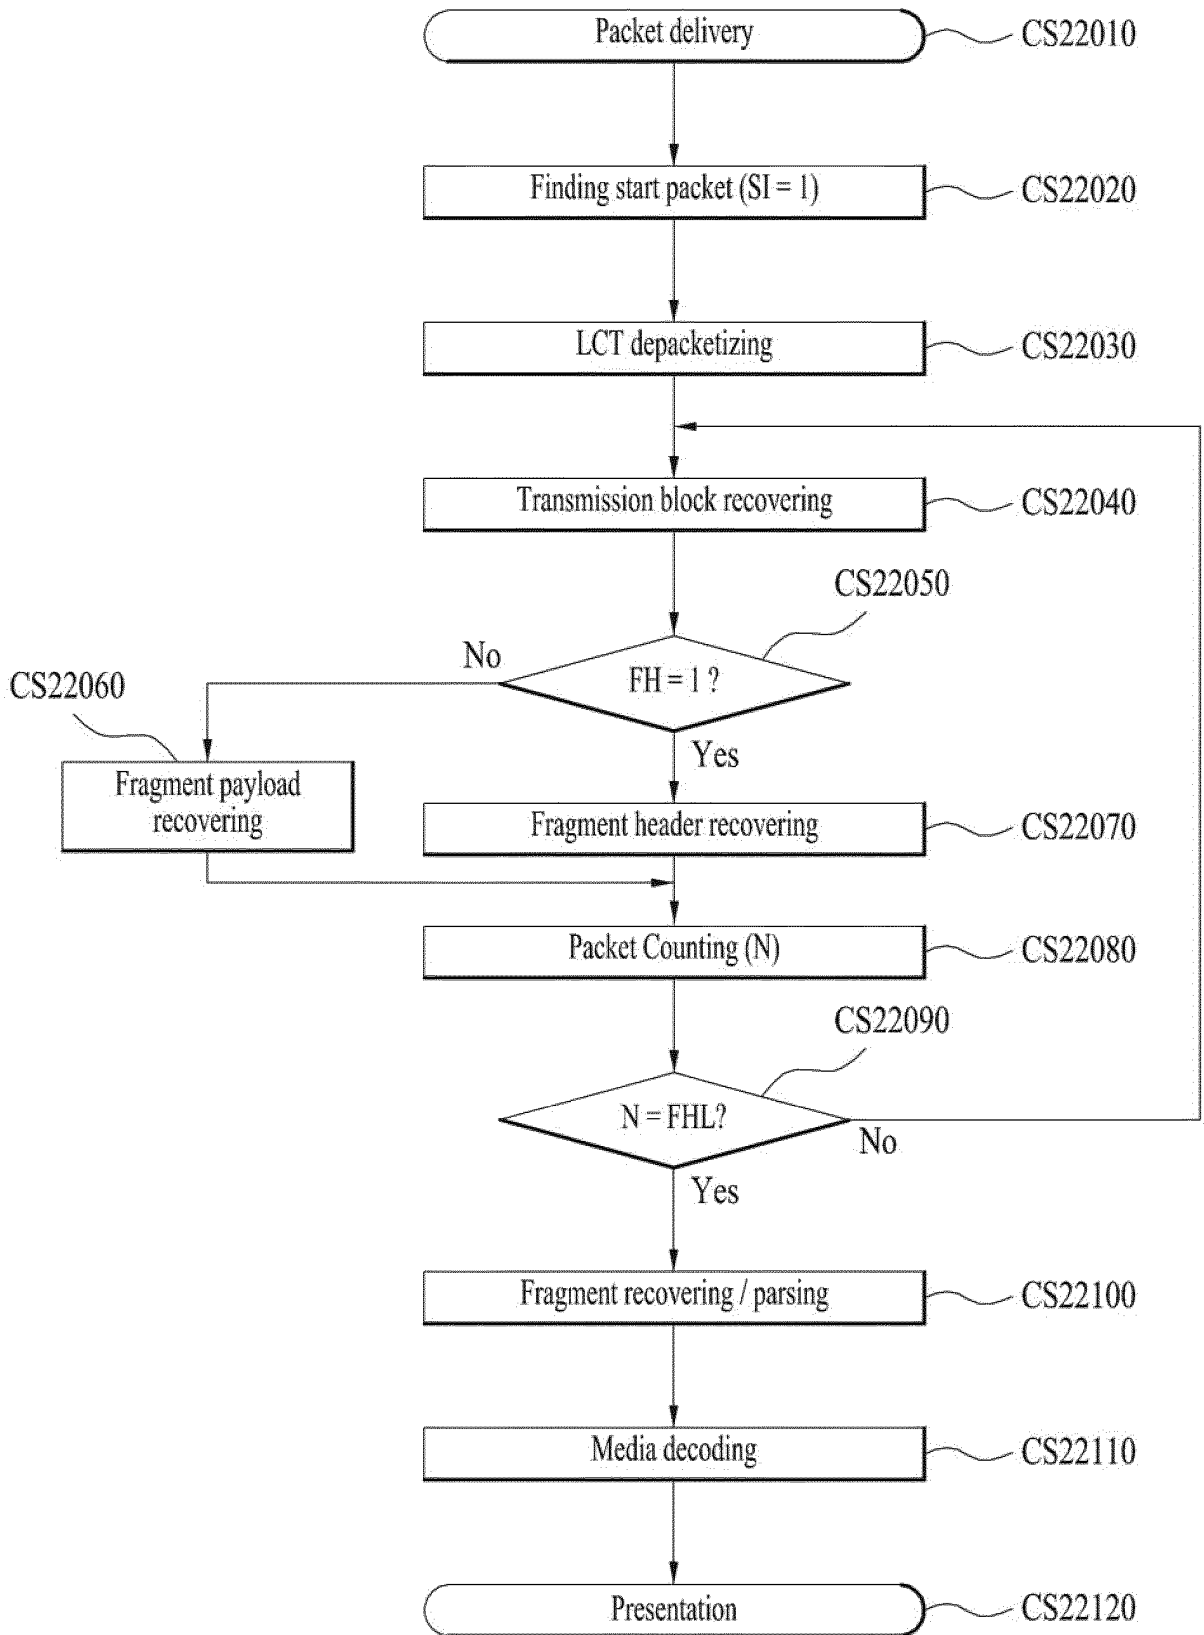 Packet delivery
CS22010
Finding start packet (SI = 1)
CS22020
LCT depacketizing
CS22030
Transmission block recovering
CS22040
CS22050
FH = 1 ?
No
Yes
CS22060
Fragment payload
recovering
Fragment header recovering
CS22070
Packet Counting (N)
CS22080
CS22090
N = FHL?
No
Yes
Fragment recovering / parsing
CS22100
Media decoding
CS22110
Presentation
CS22120